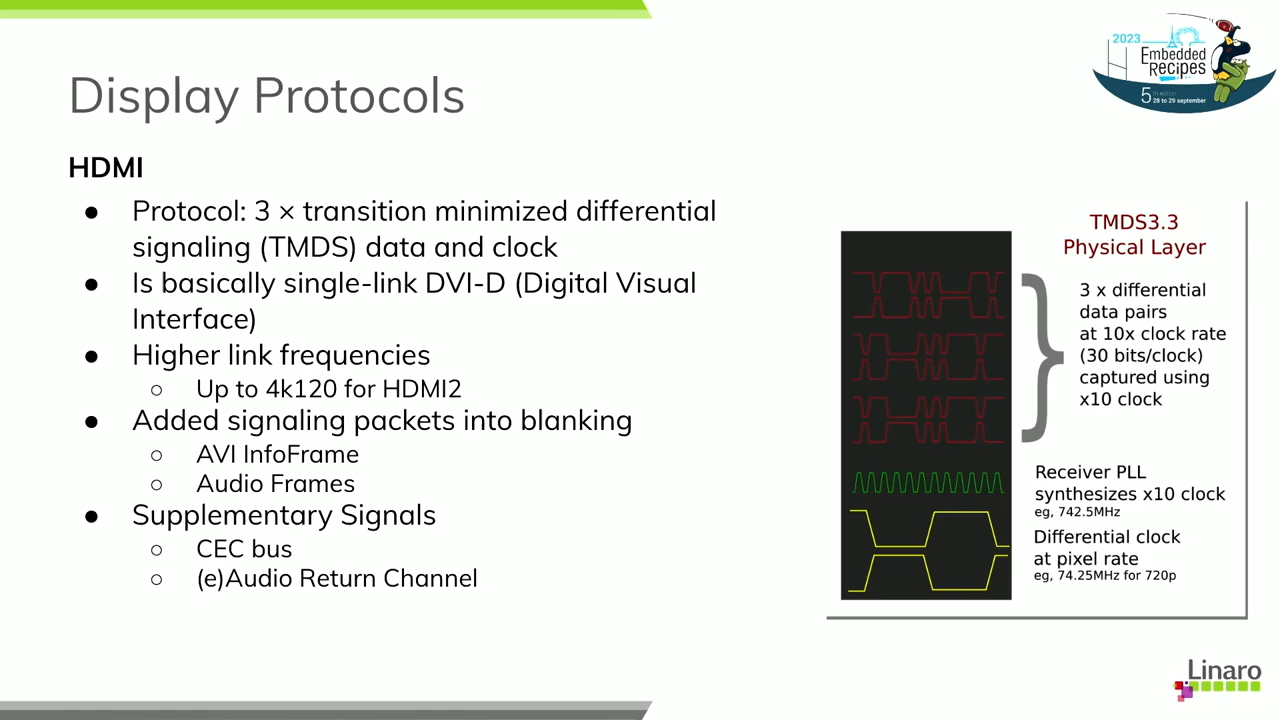 2023
Embedded
Recipes
5 th edition
28 to 29 september
Display Protocols
HDMI
● Protocol: 3 × transition minimized differential
signaling (TMDS) data and clock
● Is basically single-link DVI-D (Digital Visual
Interface)
● Higher link frequencies
○ Up to 4k120 for HDMI2
● Added signaling packets into blanking
○ AVI InfoFrame
○ Audio Frames
● Supplementary Signals
○ CEC bus
○ (e)Audio Return Channel
TMDS3.3
Physical Layer
3 x differential
data pairs
at 10x clock rate
(30 bits/clock)
captured using
x10 clock
Receiver PLL
synthesizes x10 clock
eg, 742.5MHz
Differential clock
at pixel rate
eg, 74.25MHz for 720p
Linaro